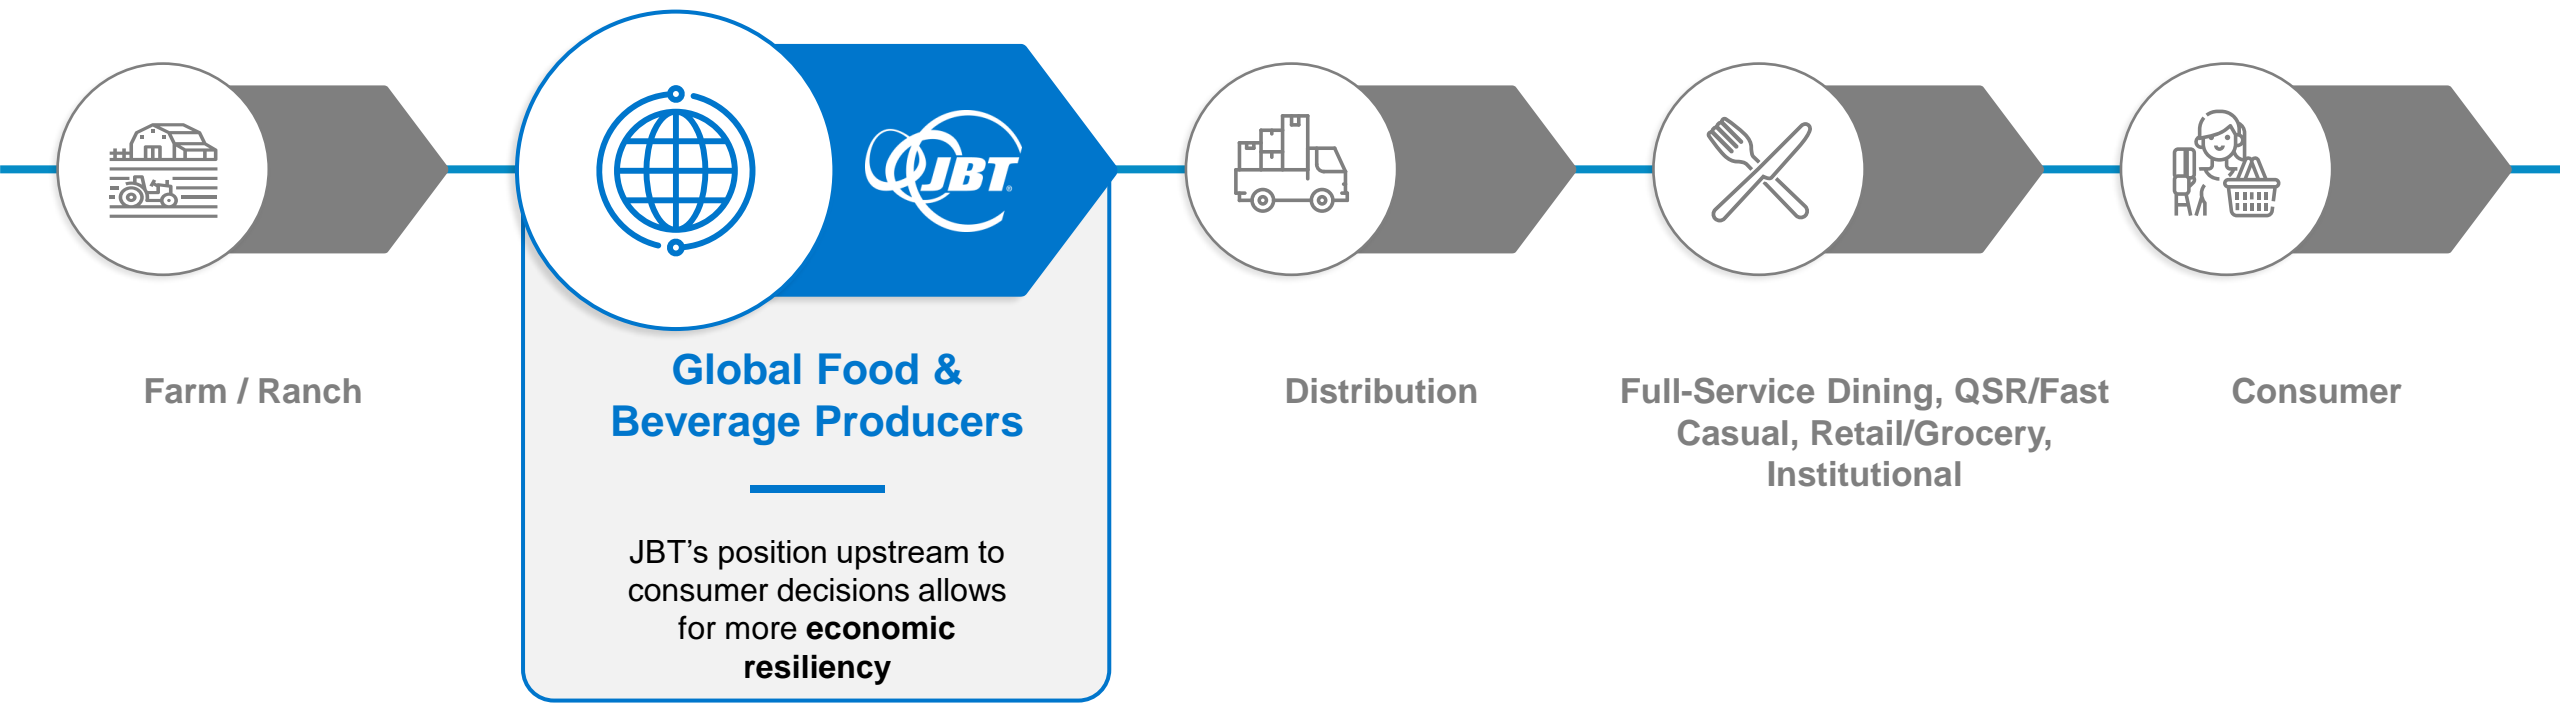 JBT®
Farm / Ranch
Global Food &
Beverage Producers
JBT’s position upstream to
consumer decisions allows
for more economic
resiliency
Distribution
Full-Service Dining, QSR/Fast
Casual, Retail/Grocery,
Institutional
Consumer